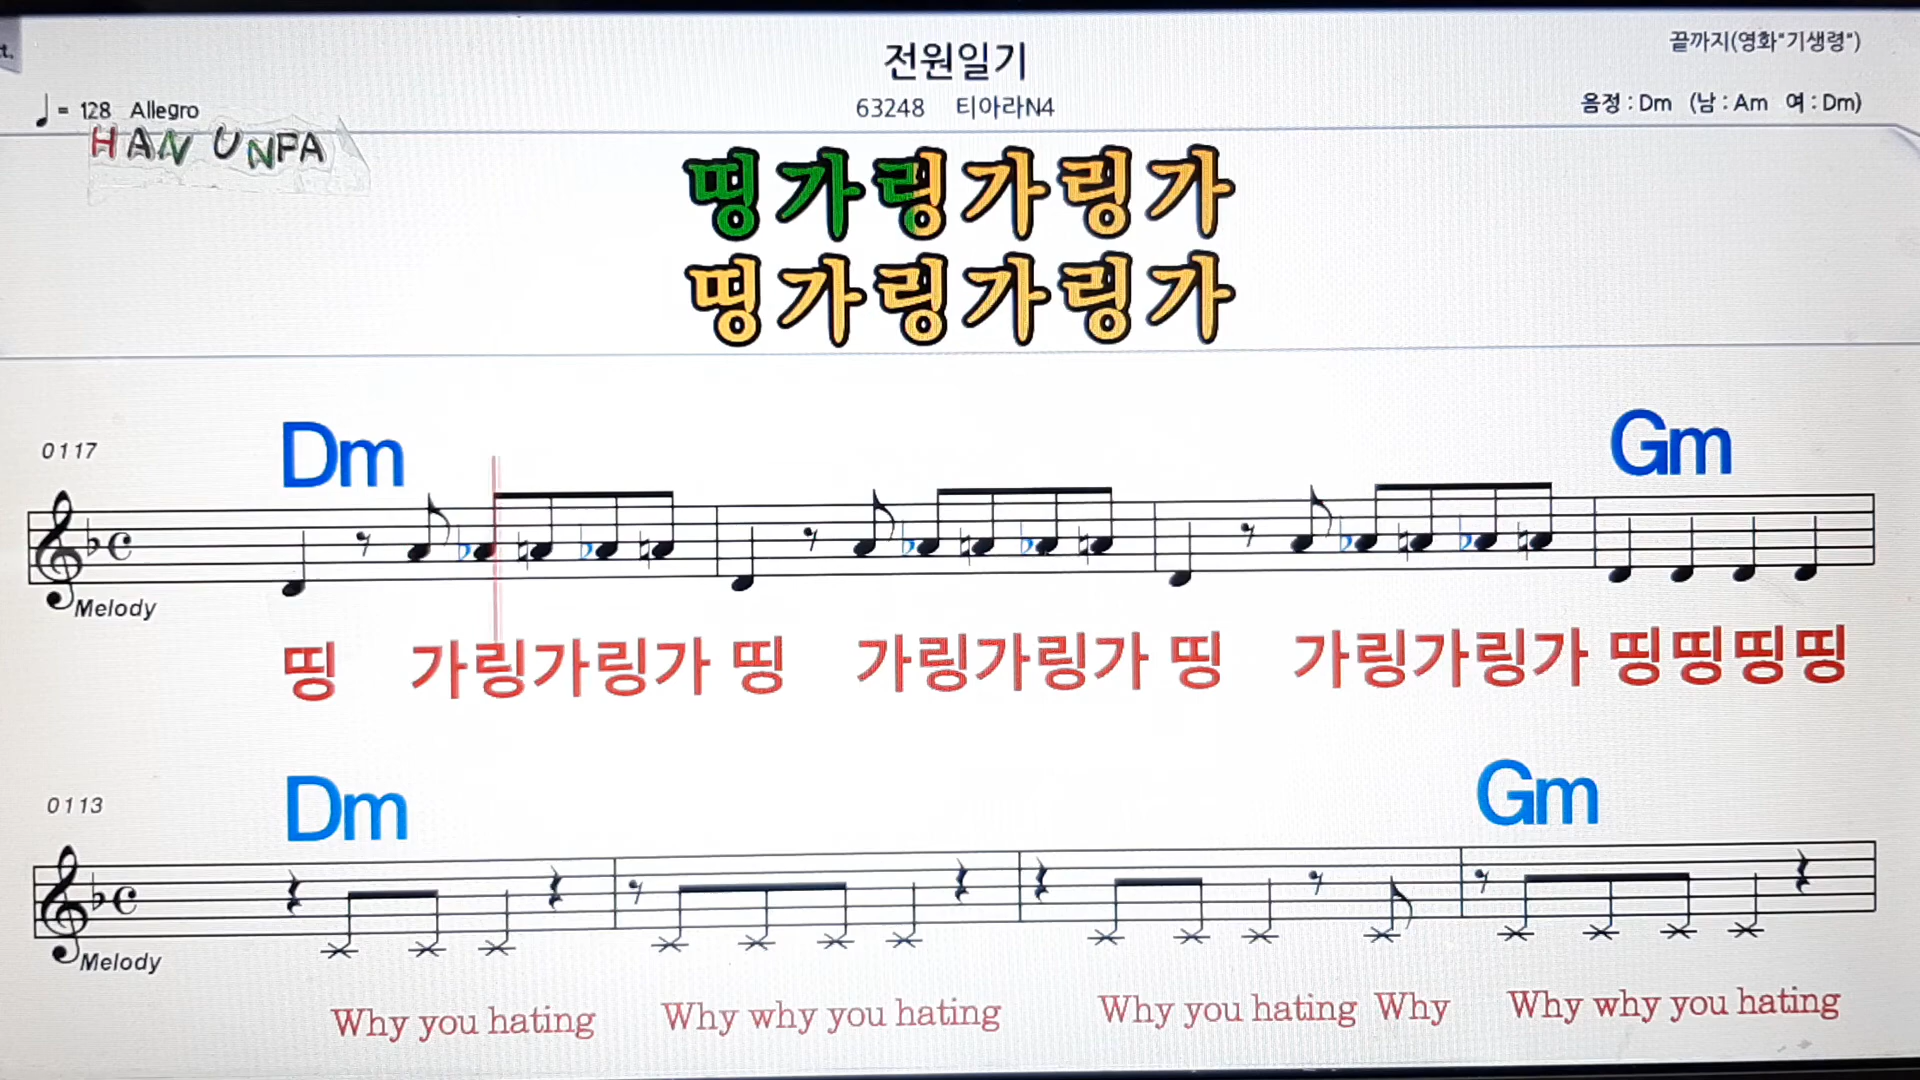 t.
전원일기
끝까지(영화"기생령")
♩ = 128 Allegro
63248 티아라N4
음정 : Dm (남 : Am 여 : Dm)
HAN UNPA
띵가링가링가
띵가링가링가
Dm Gm
0117
Melody
띵 가링가링가 띵 가링가링가 띵 가링가링가 띵띵띵띵
Dm Gm
0113
Melody
Why you hating Why why you hating Why you hating Why Why why you hating